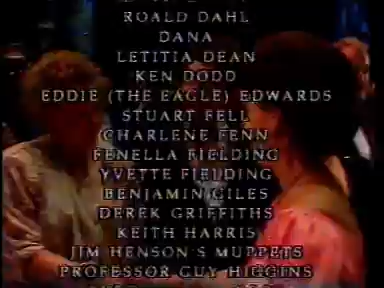 ROALD DAHL
DANA
LETITIA DEAN
KEN DODD
EDDIE (THE EAGLE) EDWARDS
STUART FELL
CHARLENE FENN
FENELLA FIELDING
YVETTE FIELDING
BENJAMIN GILES
DEREK GRIFFITHS
KEITH HARRIS
JIM HENSON'S MUPPETS
PROFESSOR GUY HIGGINS